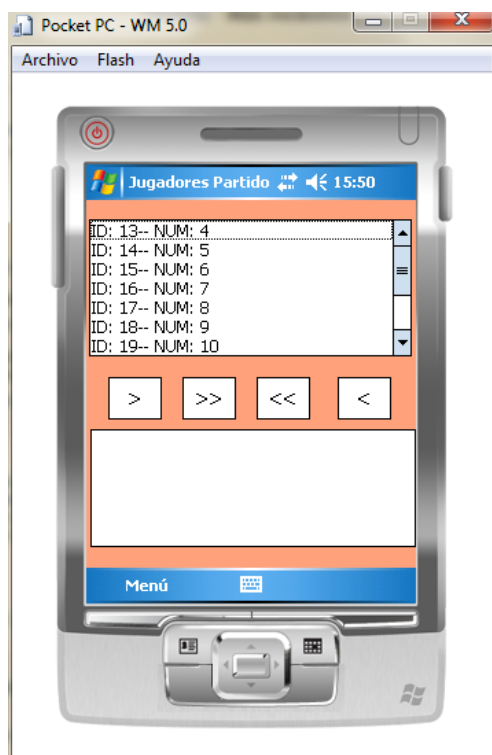 Pocket PC - WM 5.0
Archivo Flash Ayuda
Jugadores Partido 15:50
ID: 13-- NUM: 4
ID: 14-- NUM: 5
ID: 15-- NUM: 6
ID: 16-- NUM: 7
ID: 17-- NUM: 8
ID: 18-- NUM: 9
ID: 19-- NUM: 10
> >> << <
Menú